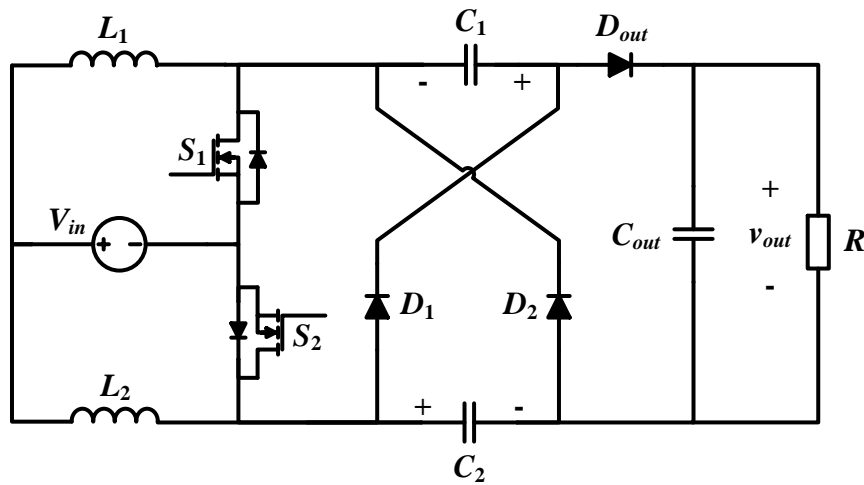 L1
C1
Dout
-
+
S1
Vin
+
-
+
Cout
vout
R
D1
D2
-
S2
L2
+
-
C2